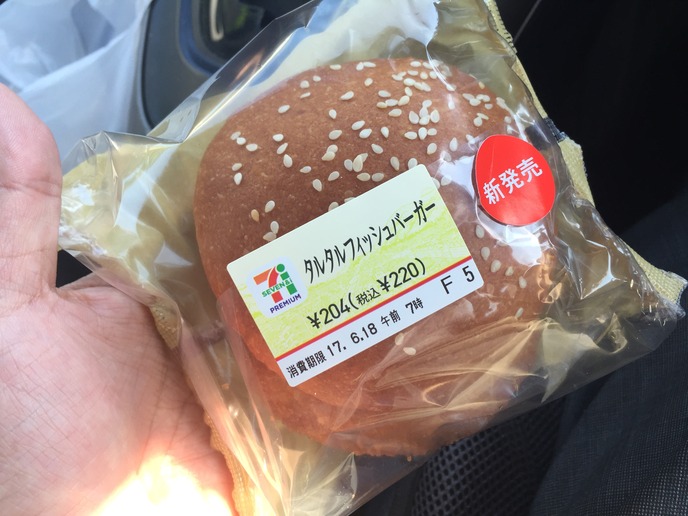 新発売
タルタルフィッシュバーガー
7
SEVEN&i
PREMIUM
¥204(税込¥220)
消費期限 17. 6.18 午前 7時 F 5